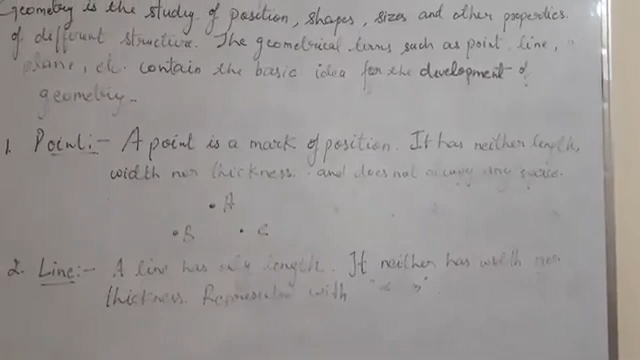 geometry is the study of position, shapes, sizes and other properties
of different structure. The geometrical terms such as point, line,
plane, etc. contain the basic idea for the development of
geometry.
1. Point:- A point is a mark of position. It has neither length,
width nor thickness. and does not occupy any space.
. A
. B . C
2. Line:- A line has only length. It neither has width nor
thickness. Represented with